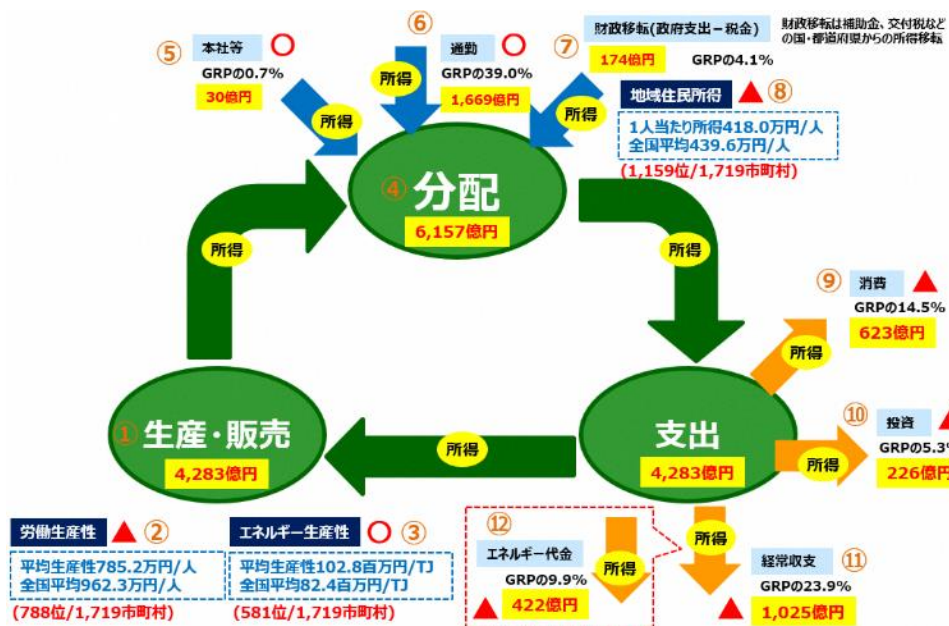 ⑤
本社等 ○
GRPの0.7%
30億円
所得
⑥
所得
通勤 ○
GRPの39.0%
1,669億円
⑦
財政移転(政府支出－税金)
174億円 GRPの4.1%
所得
財政移転は補助金、交付税など
の国・都道府県からの所得移転
地域住民所得 ▲ ⑧
1人当たり所得418.0万円/人
全国平均439.6万円/人
(1,159位/1,719市町村)
④ 分配
6,157億円
所得
所得
⑨ 消費 ▲
GRPの14.5%
623億円
所得
① 生産・販売
4,283億円
所得
支出
4,283億円
⑩ 投資 ▲
GRPの5.3%
226億円
所得
労働生産性 ▲ ②
平均生産性785.2万円/人
全国平均962.3万円/人
(788位/1,719市町村)
エネルギー生産性 ○ ③
平均生産性102.8百万円/TJ
全国平均82.4百万円/TJ
(581位/1,719市町村)
⑫
エネルギー代金
GRPの9.9%
▲ 422億円
所得
所得
経常収支 ⑪
GRPの23.9%
▲ 1,025億円